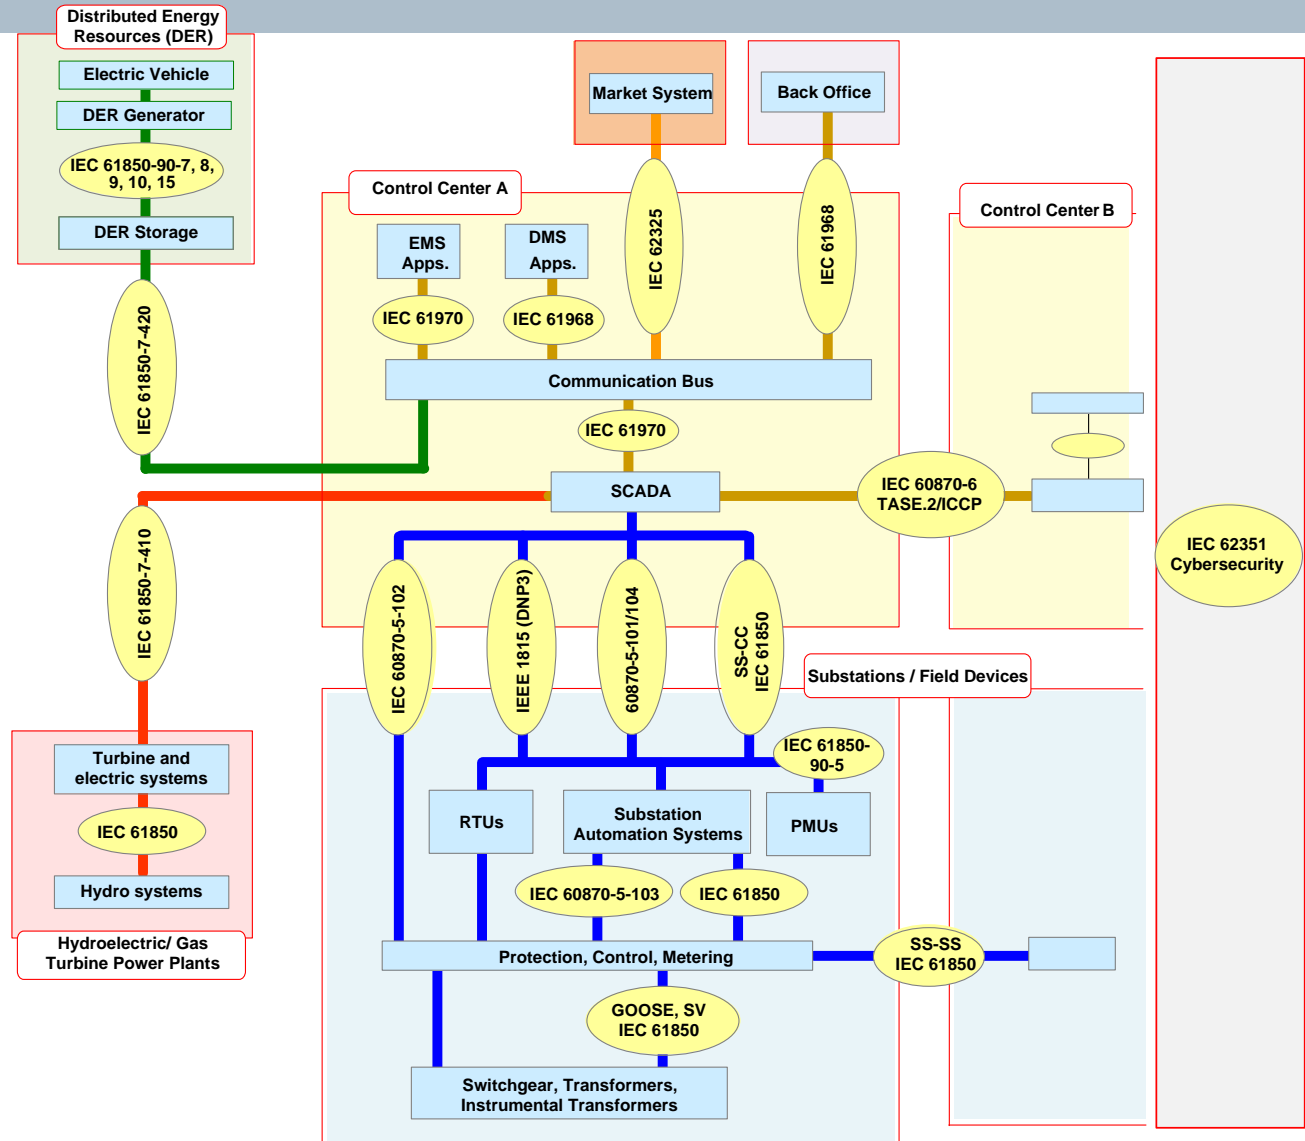 Distributed Energy
Resources (DER)
Electric Vehicle
DER Generator
IEC 61850-90-7, 8,
9, 10, 15
DER Storage
IEC 61850-7-420
Market System
Back Office
IEC 62325
IEC 61968
Control Center A
EMS
Apps.
DMS
Apps.
IEC 61970
IEC 61968
Communication Bus
IEC 61970
SCADA
IEC 60870-6
TASE.2/ICCP
Control Center B
IEC 62351
Cybersecurity
IEC 61850-7-410
IEC 60870-5-102
IEEE 1815 (DNP3)
60870-5-101/104
SS-CC
IEC 61850
Substations / Field Devices
IEC 61850-
90-5
Turbine and
electric systems
IEC 61850
Hydro systems
Hydroelectric/ Gas
Turbine Power Plants
RTUs
Substation
Automation Systems
PMUs
IEC 60870-5-103
IEC 61850
Protection, Control, Metering
SS-SS
IEC 61850
GOOSE, SV
IEC 61850
Switchgear, Transformers,
Instrumental Transformers